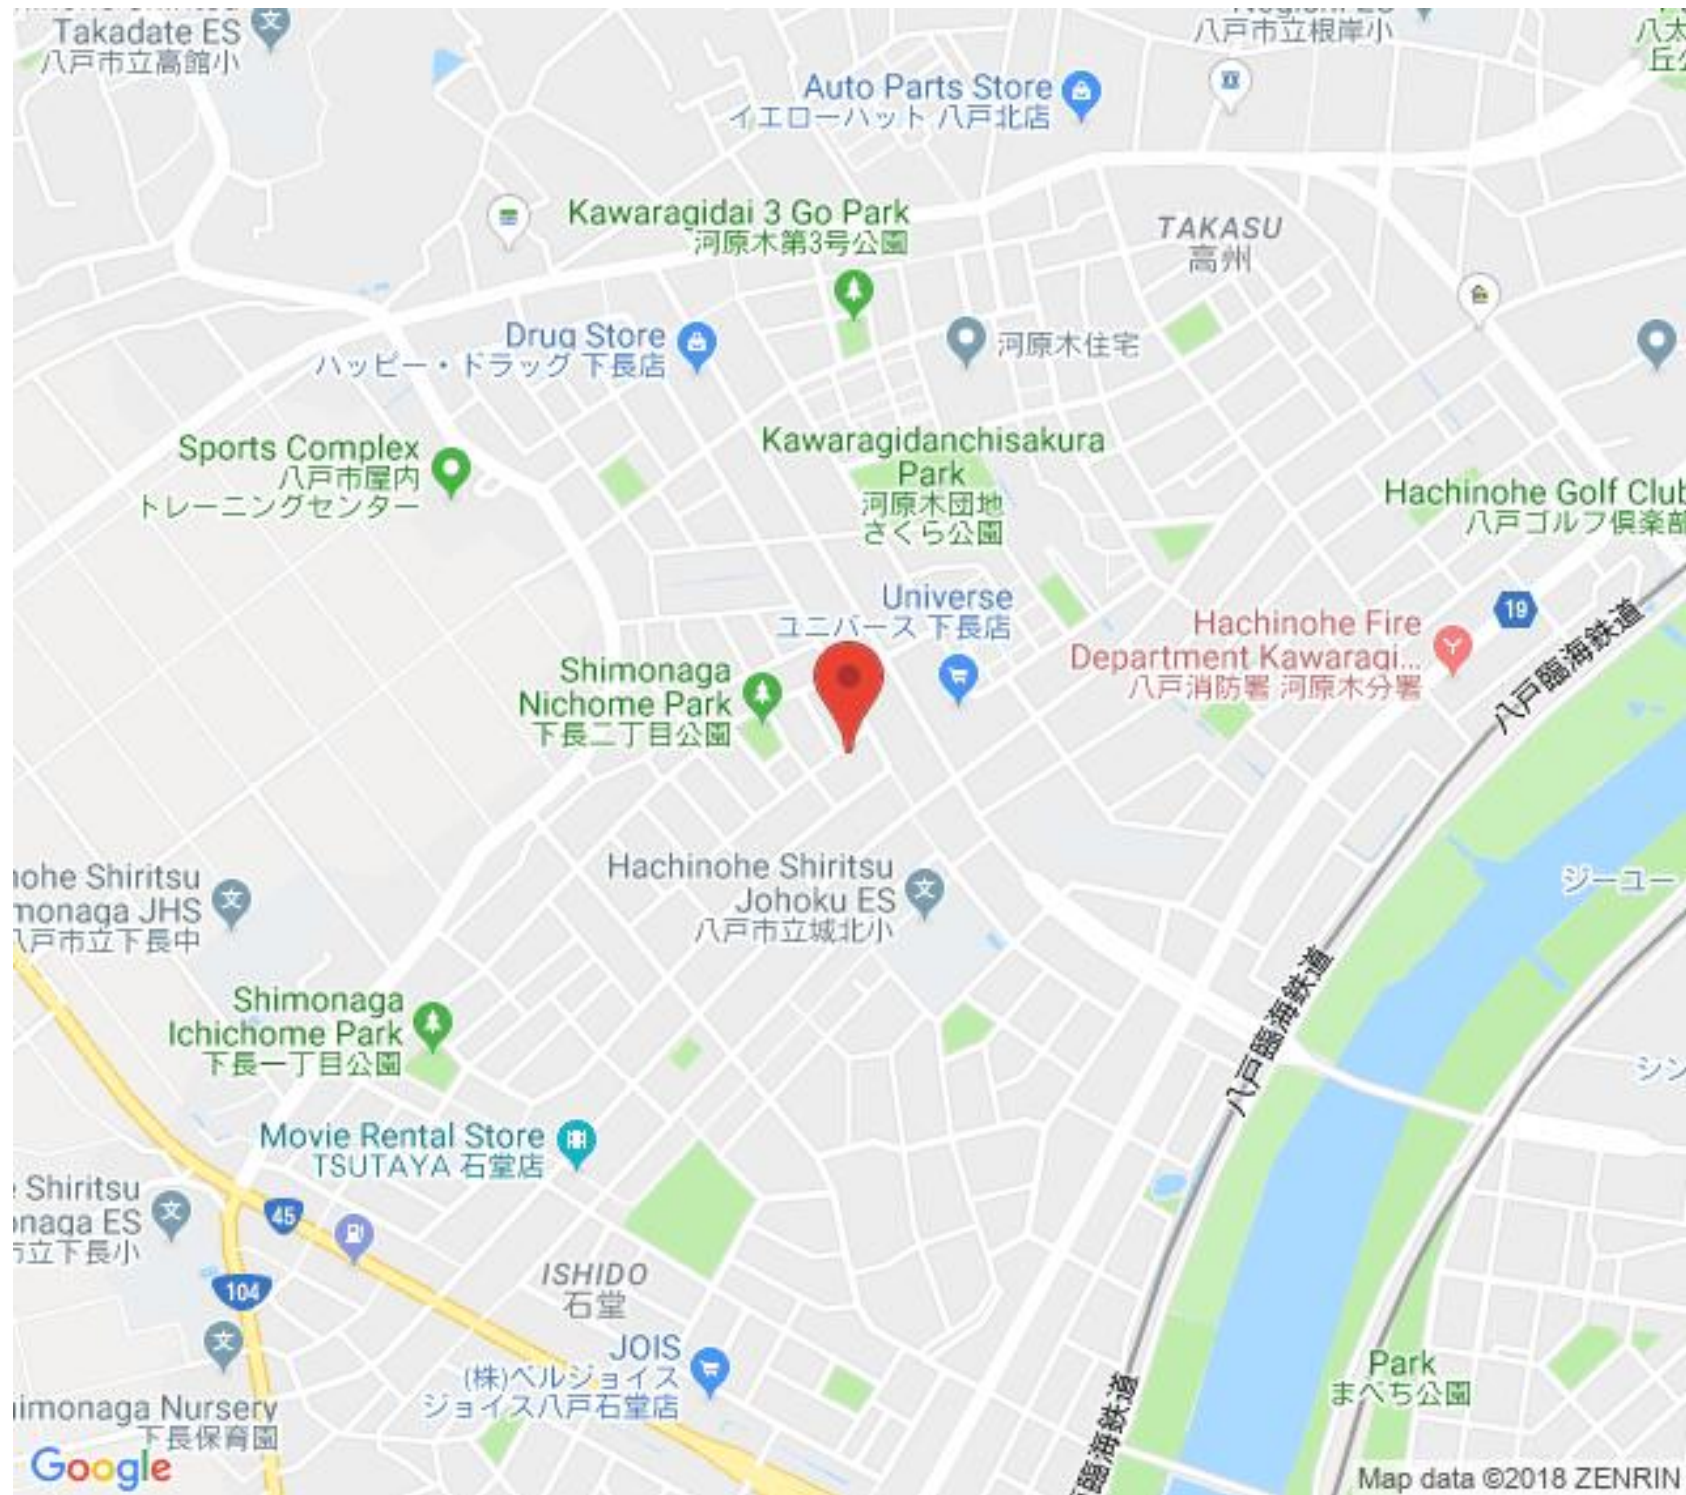 Takadate ES
八戸市立高館小
八戸市立根岸小
Auto Parts Store
イエローハット 八戸北店
Kawaragidai 3 Go Park
河原木第3号公園
TAKASU
高州
Drug Store
ハッピー・ドラッグ 下長店
河原木住宅
Sports Complex
八戸市屋内
トレーニングセンター
Kawaragidanchisakura
Park
河原木団地
さくら公園
Hachinohe Golf Club
八戸ゴルフ倶楽部
Universe
ユニバース 下長店
19
Hachinohe Fire
Department Kawaragi...
八戸消防署 河原木分署
八戸臨海鉄道
Shimonaga
Nichome Park
下長二丁目公園
Hachinohe Shiritsu
Johoku ES
八戸市立城北小
ohe Shiritsu
monaga JHS
八戸市立下長中
ジーユー
八戸臨海鉄道
Shimonaga
Ichichome Park
下長一丁目公園
シン
Movie Rental Store
TSUTAYA 石堂店
Shiritsu
onaga ES
市立下長小
45
104
ISHIDO
石堂
JOIS
(株)ベルジョイス
ジョイス八戸石堂店
Park
まべち公園
imonaga Nursery
下長保育園
臨海鉄道
Google
Map data ©2018 ZENRIN